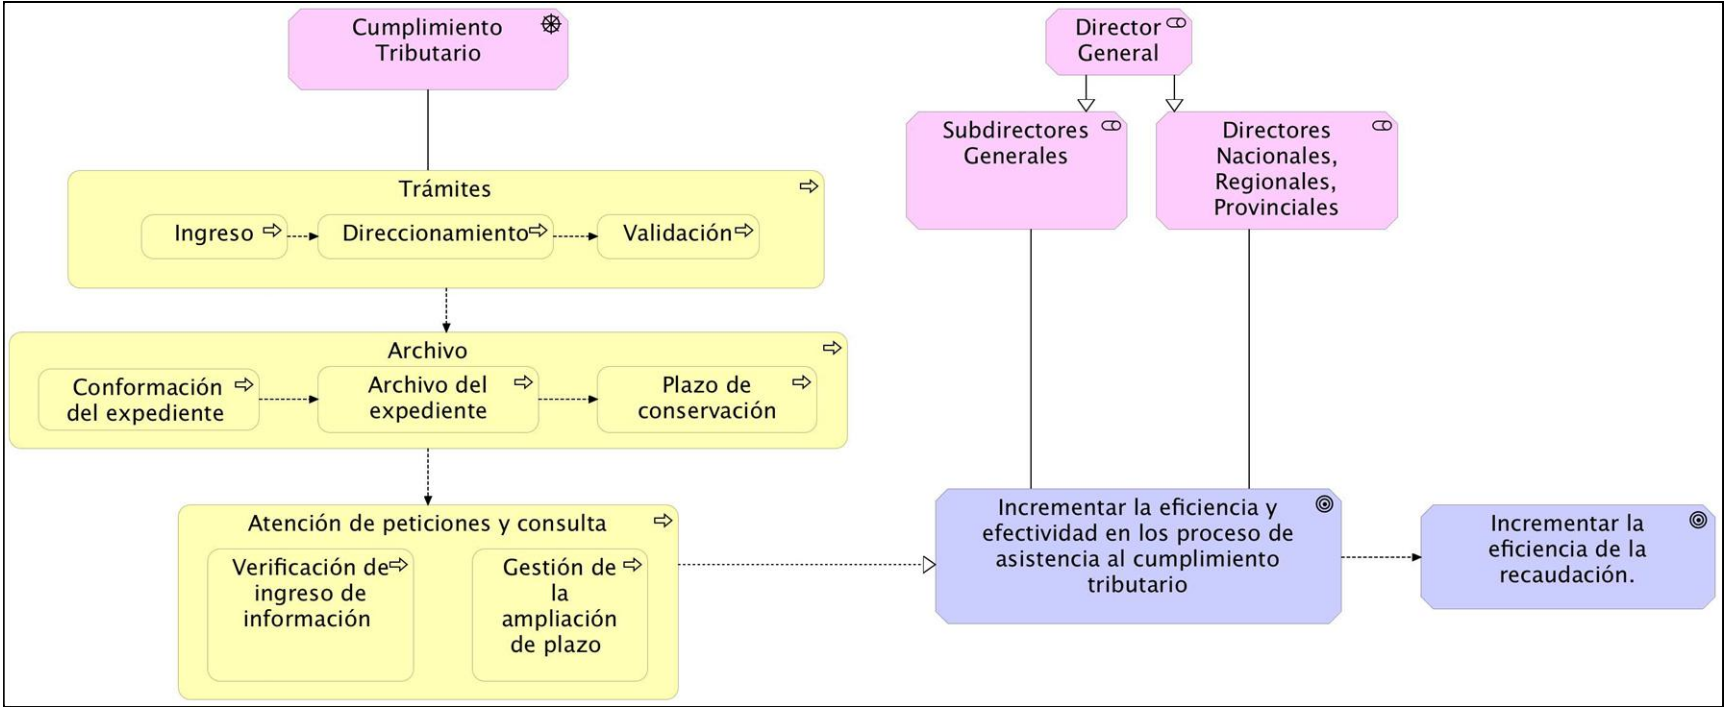 Cumplimiento
Tributario
Trámites
Ingreso
Direccionamiento
Validación
Archivo
Conformación
del expediente
Archivo del
expediente
Plazo de
conservación
Atención de peticiones y consulta
Verificación de
ingreso de
información
Gestión de
la
ampliación
de plazo
Director
General
Subdirectores
Generales
Directores
Nacionales,
Regionales,
Provinciales
Incrementar la eficiencia y
efectividad en los proceso de
asistencia al cumplimiento
tributario
Incrementar la
eficiencia de la
recaudación.